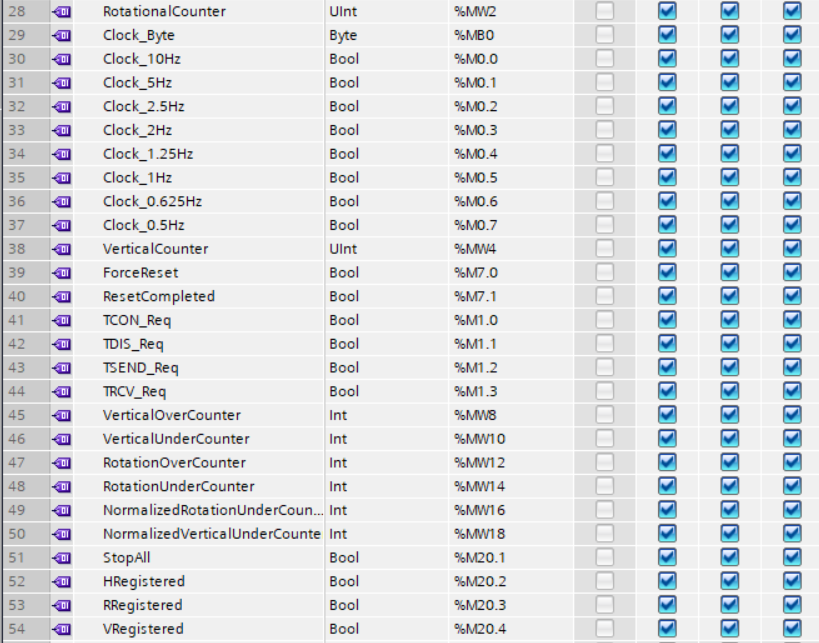 28 RotationalCounter UInt %MW2
29 Clock_Byte Byte %MB0
30 Clock_10Hz Bool %M0.0
31 Clock_5Hz Bool %M0.1
32 Clock_2.5Hz Bool %M0.2
33 Clock_2Hz Bool %M0.3
34 Clock_1.25Hz Bool %M0.4
35 Clock_1Hz Bool %M0.5
36 Clock_0.625Hz Bool %M0.6
37 Clock_0.5Hz Bool %M0.7
38 VerticalCounter UInt %MW4
39 ForceReset Bool %M7.0
40 ResetCompleted Bool %M7.1
41 TCON_Req Bool %M1.0
42 TDIS_Req Bool %M1.1
43 TSEND_Req Bool %M1.2
44 TRCV_Req Bool %M1.3
45 VerticalOverCounter Int %MW8
46 VerticalUnderCounter Int %MW10
47 RotationOverCounter Int %MW12
48 RotationUnderCounter Int %MW14
49 NormalizedRotationUnderCoun... Int %MW16
50 NormalizedVerticalUnderCounte Int %MW18
51 StopAll Bool %M20.1
52 HRegistered Bool %M20.2
53 RRegistered Bool %M20.3
54 VRegistered Bool %M20.4